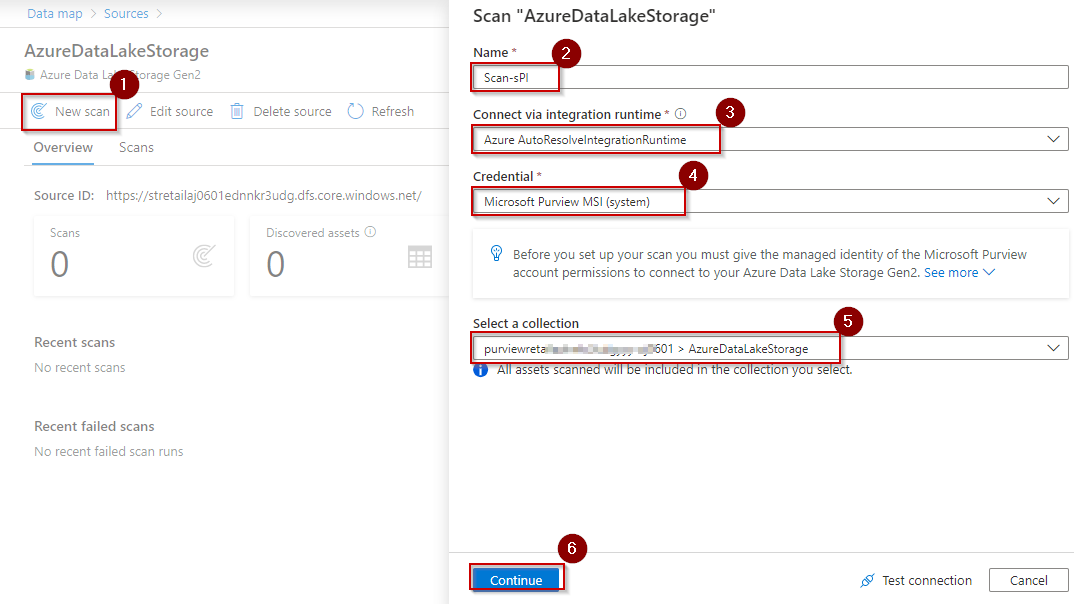 Data map > Sources >
AzureDataLakeStorage
Azure Data Lake Storage Gen2
1
New scan
Edit source
Delete source
Refresh
Overview
Scans
Source ID: https://stretailaj0601ednnkr3udg.dfs.core.windows.net/
Scans
0
Discovered assets
0
Recent scans
No recent scans
Recent failed scans
No recent failed scan runs
Scan "AzureDataLakeStorage"
Name *
2
Scan-sPI
Connect via integration runtime *
3
Azure AutoResolveIntegrationRuntime
Credential *
4
Microsoft Purview MSI (system)
Before you set up your scan you must give the managed identity of the Microsoft Purview
account permissions to connect to your Azure Data Lake Storage Gen2. See more
Select a collection
5
601 > AzureDataLakeStorage
All assets scanned will be included in the collection you select.
6
Continue
Test connection
Cancel